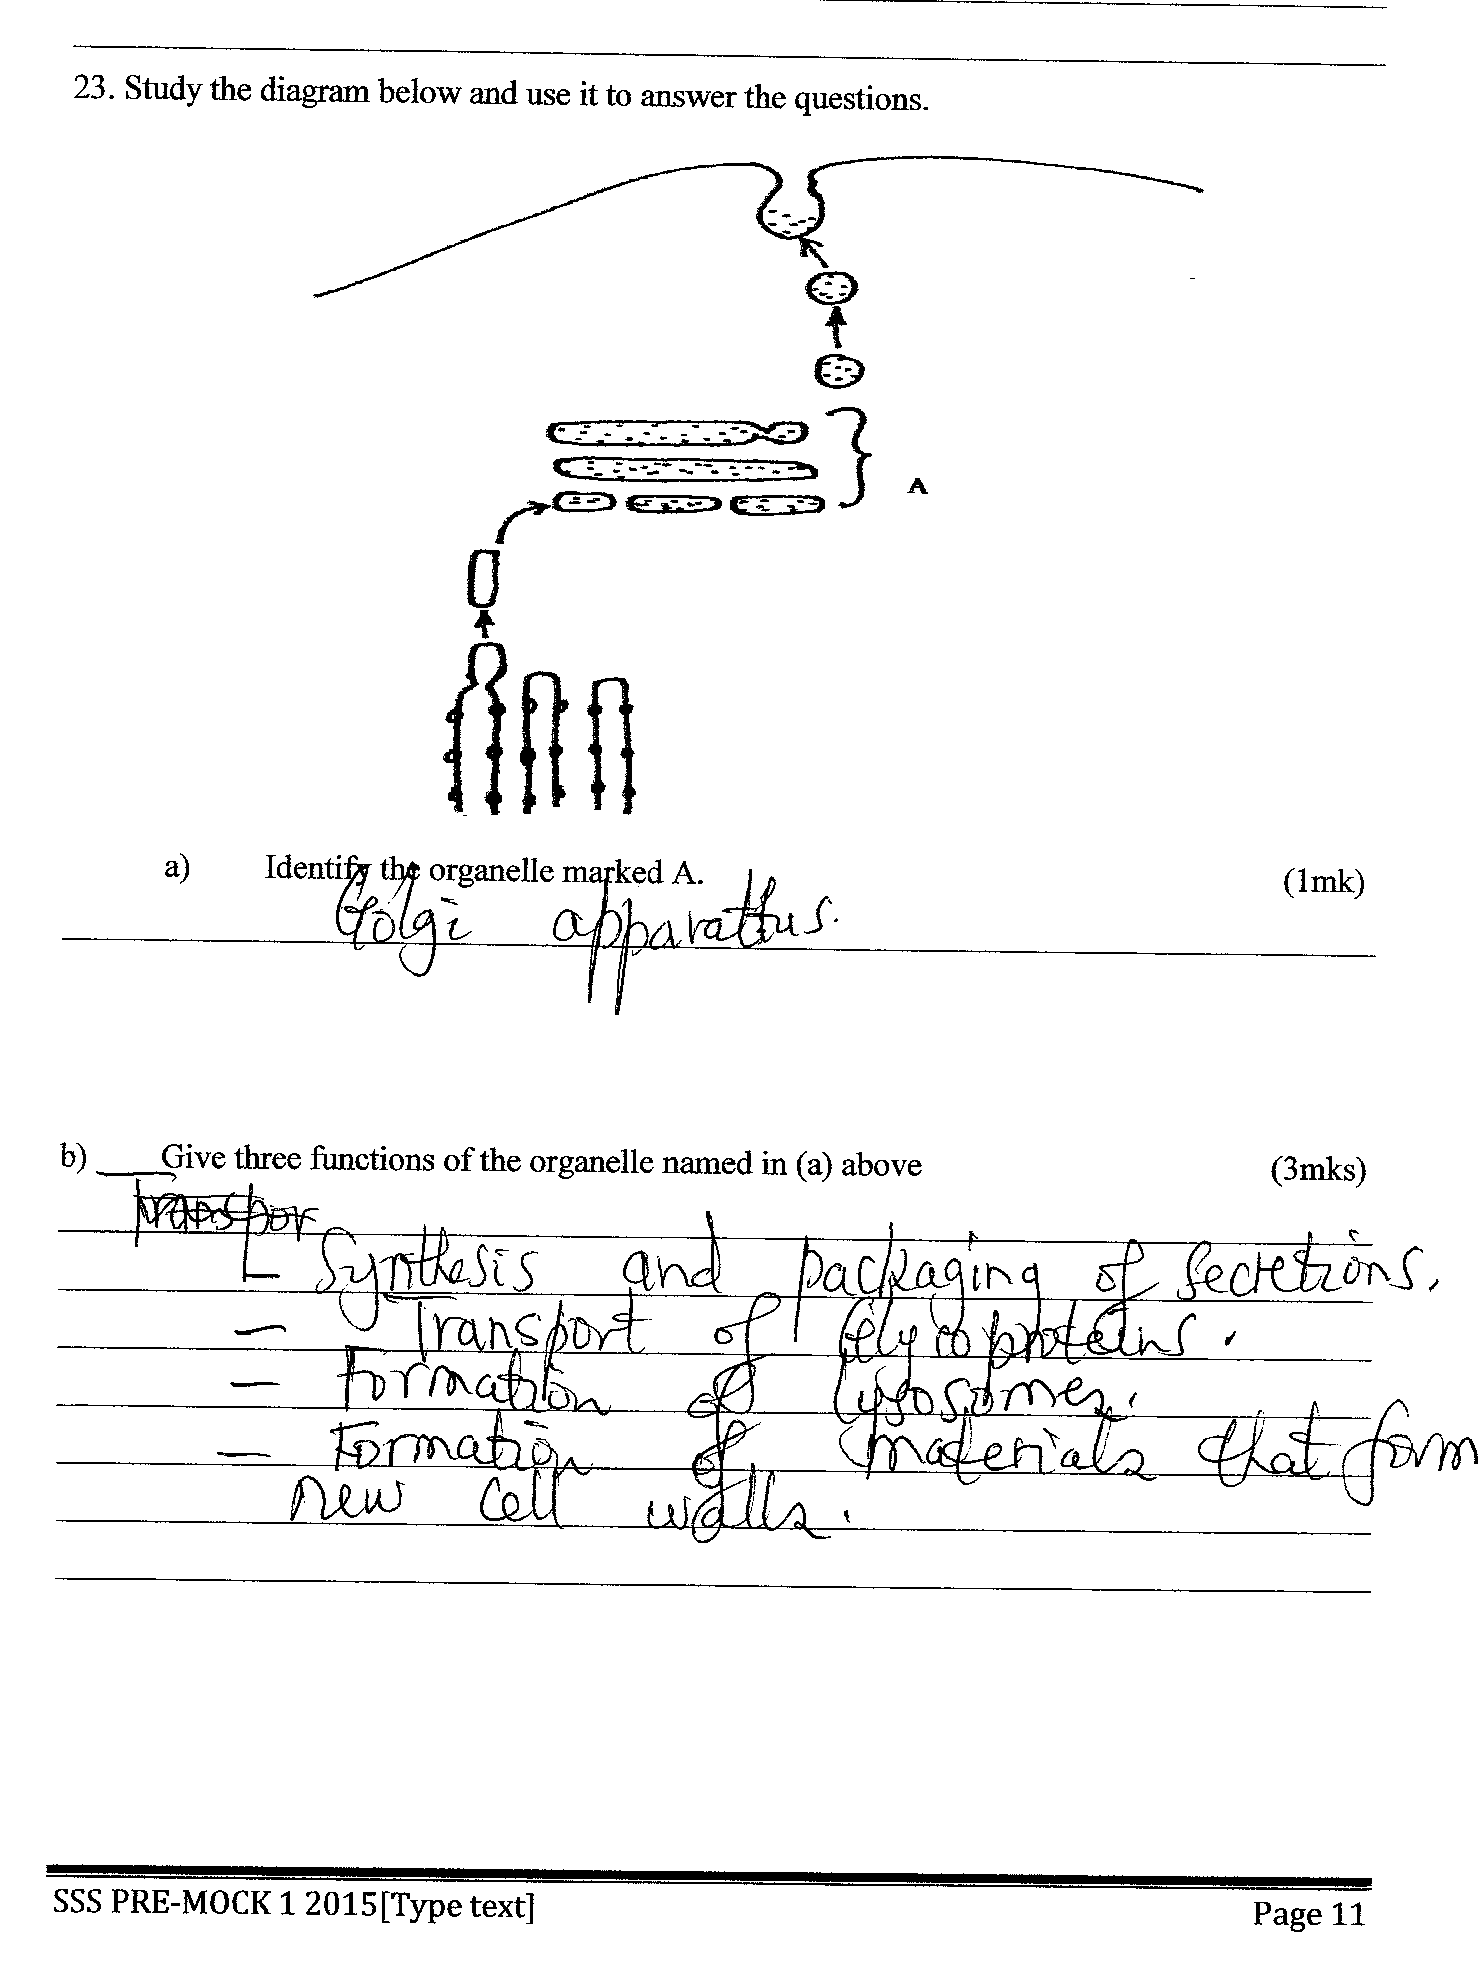 23. Study the diagram below and use it to answer the questions.
A
a) Identify the organelle marked A. (1mk)
Golgi apparattus.
b) Give three functions of the organelle named in (a) above (3mks)
Transpor
- Synthesis and packaging of secretions.
- Transport of Glycoproteins.
- Formation of lysosomes.
- Formation of materials that form
new cell walls.
SSS PRE-MOCK 1 2015[Type text]
Page 11